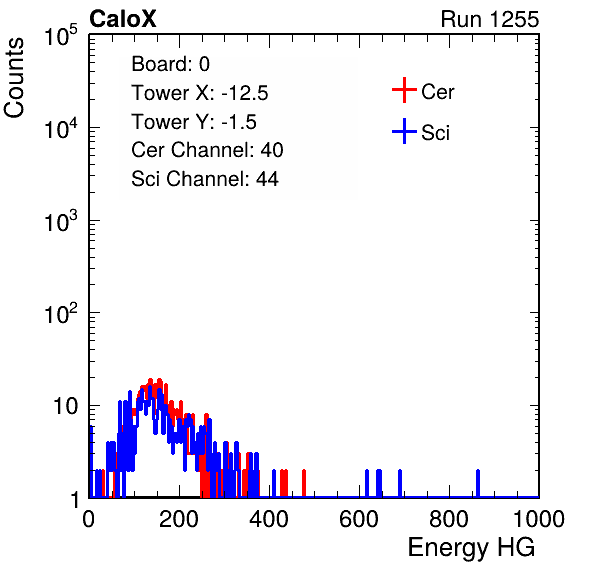 CaloX Run 1255
Counts
Board: 0
Tower X: -12.5
Tower Y: -1.5
Cer Channel: 40
Sci Channel: 44
Cer
Sci
10^5
10^4
10^3
10^2
10
1
0 200 400 600 800 1000
Energy HG